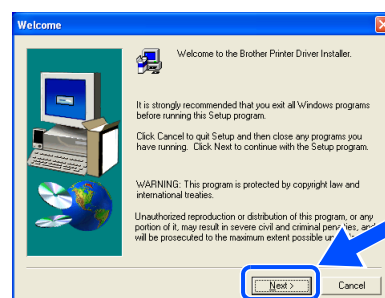 Welcome
Welcome to the Brother Printer Driver Installer.
It is strongly recommended that you exit all Windows programs
before running this Setup program.
Click Cancel to quit Setup and then close any programs you
have running. Click Next to continue with the Setup program.
WARNING: This program is protected by copyright law and
international treaties.
Unauthorized reproduction or distribution of this program, or any
portion of it, may result in severe civil and criminal penalties, and
will be prosecuted to the maximum extent possible
Next >
Cancel